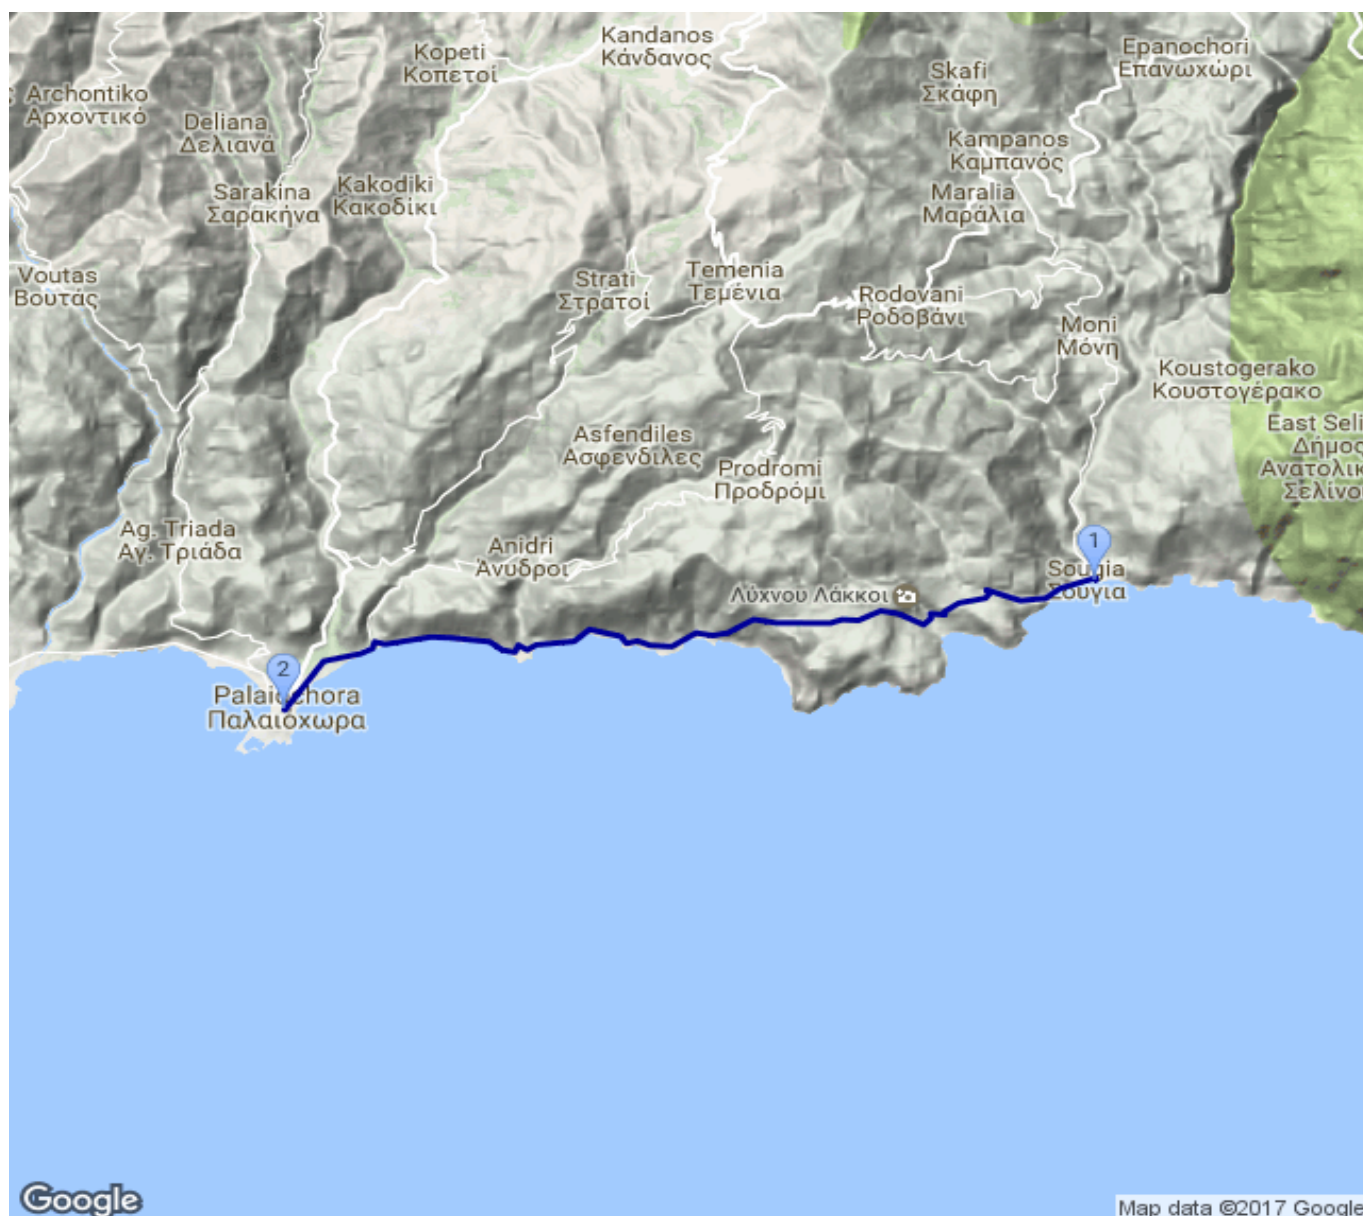 Kandanos
Κάνδανος
Kopeti
Κοπετοί
Epanochori
Επανωχώρι
Skafi
Σκάφη
Archontiko
Αρχοντικό
Deliana
Δελιανά
Kampanos
Καμπανός
Sarakina
Σαρακήνα
Kakodiki
Κακοδίκι
Maralia
Μαράλια
Voutas
Βουτάς
Strati
Στρατοί
Temenia
Τεμένια
Rodovani
Ροδοβάνι
Moni
Μόνη
Koustogerako
Κουστογέρακο
East Seli
Δήμος
Ανατολικ
Σελίνο
Asfendiles
Ασφενδιλες
Prodromi
Προδρόμι
Ag. Triada
Αγ. Τριάδα
Anidri
Άνυδροι
1
Sougia
Σούγια
Λύχνού Λάκκοι
2
Palaiochora
Παλαιόχωρα
Google
Map data ©2017 Google